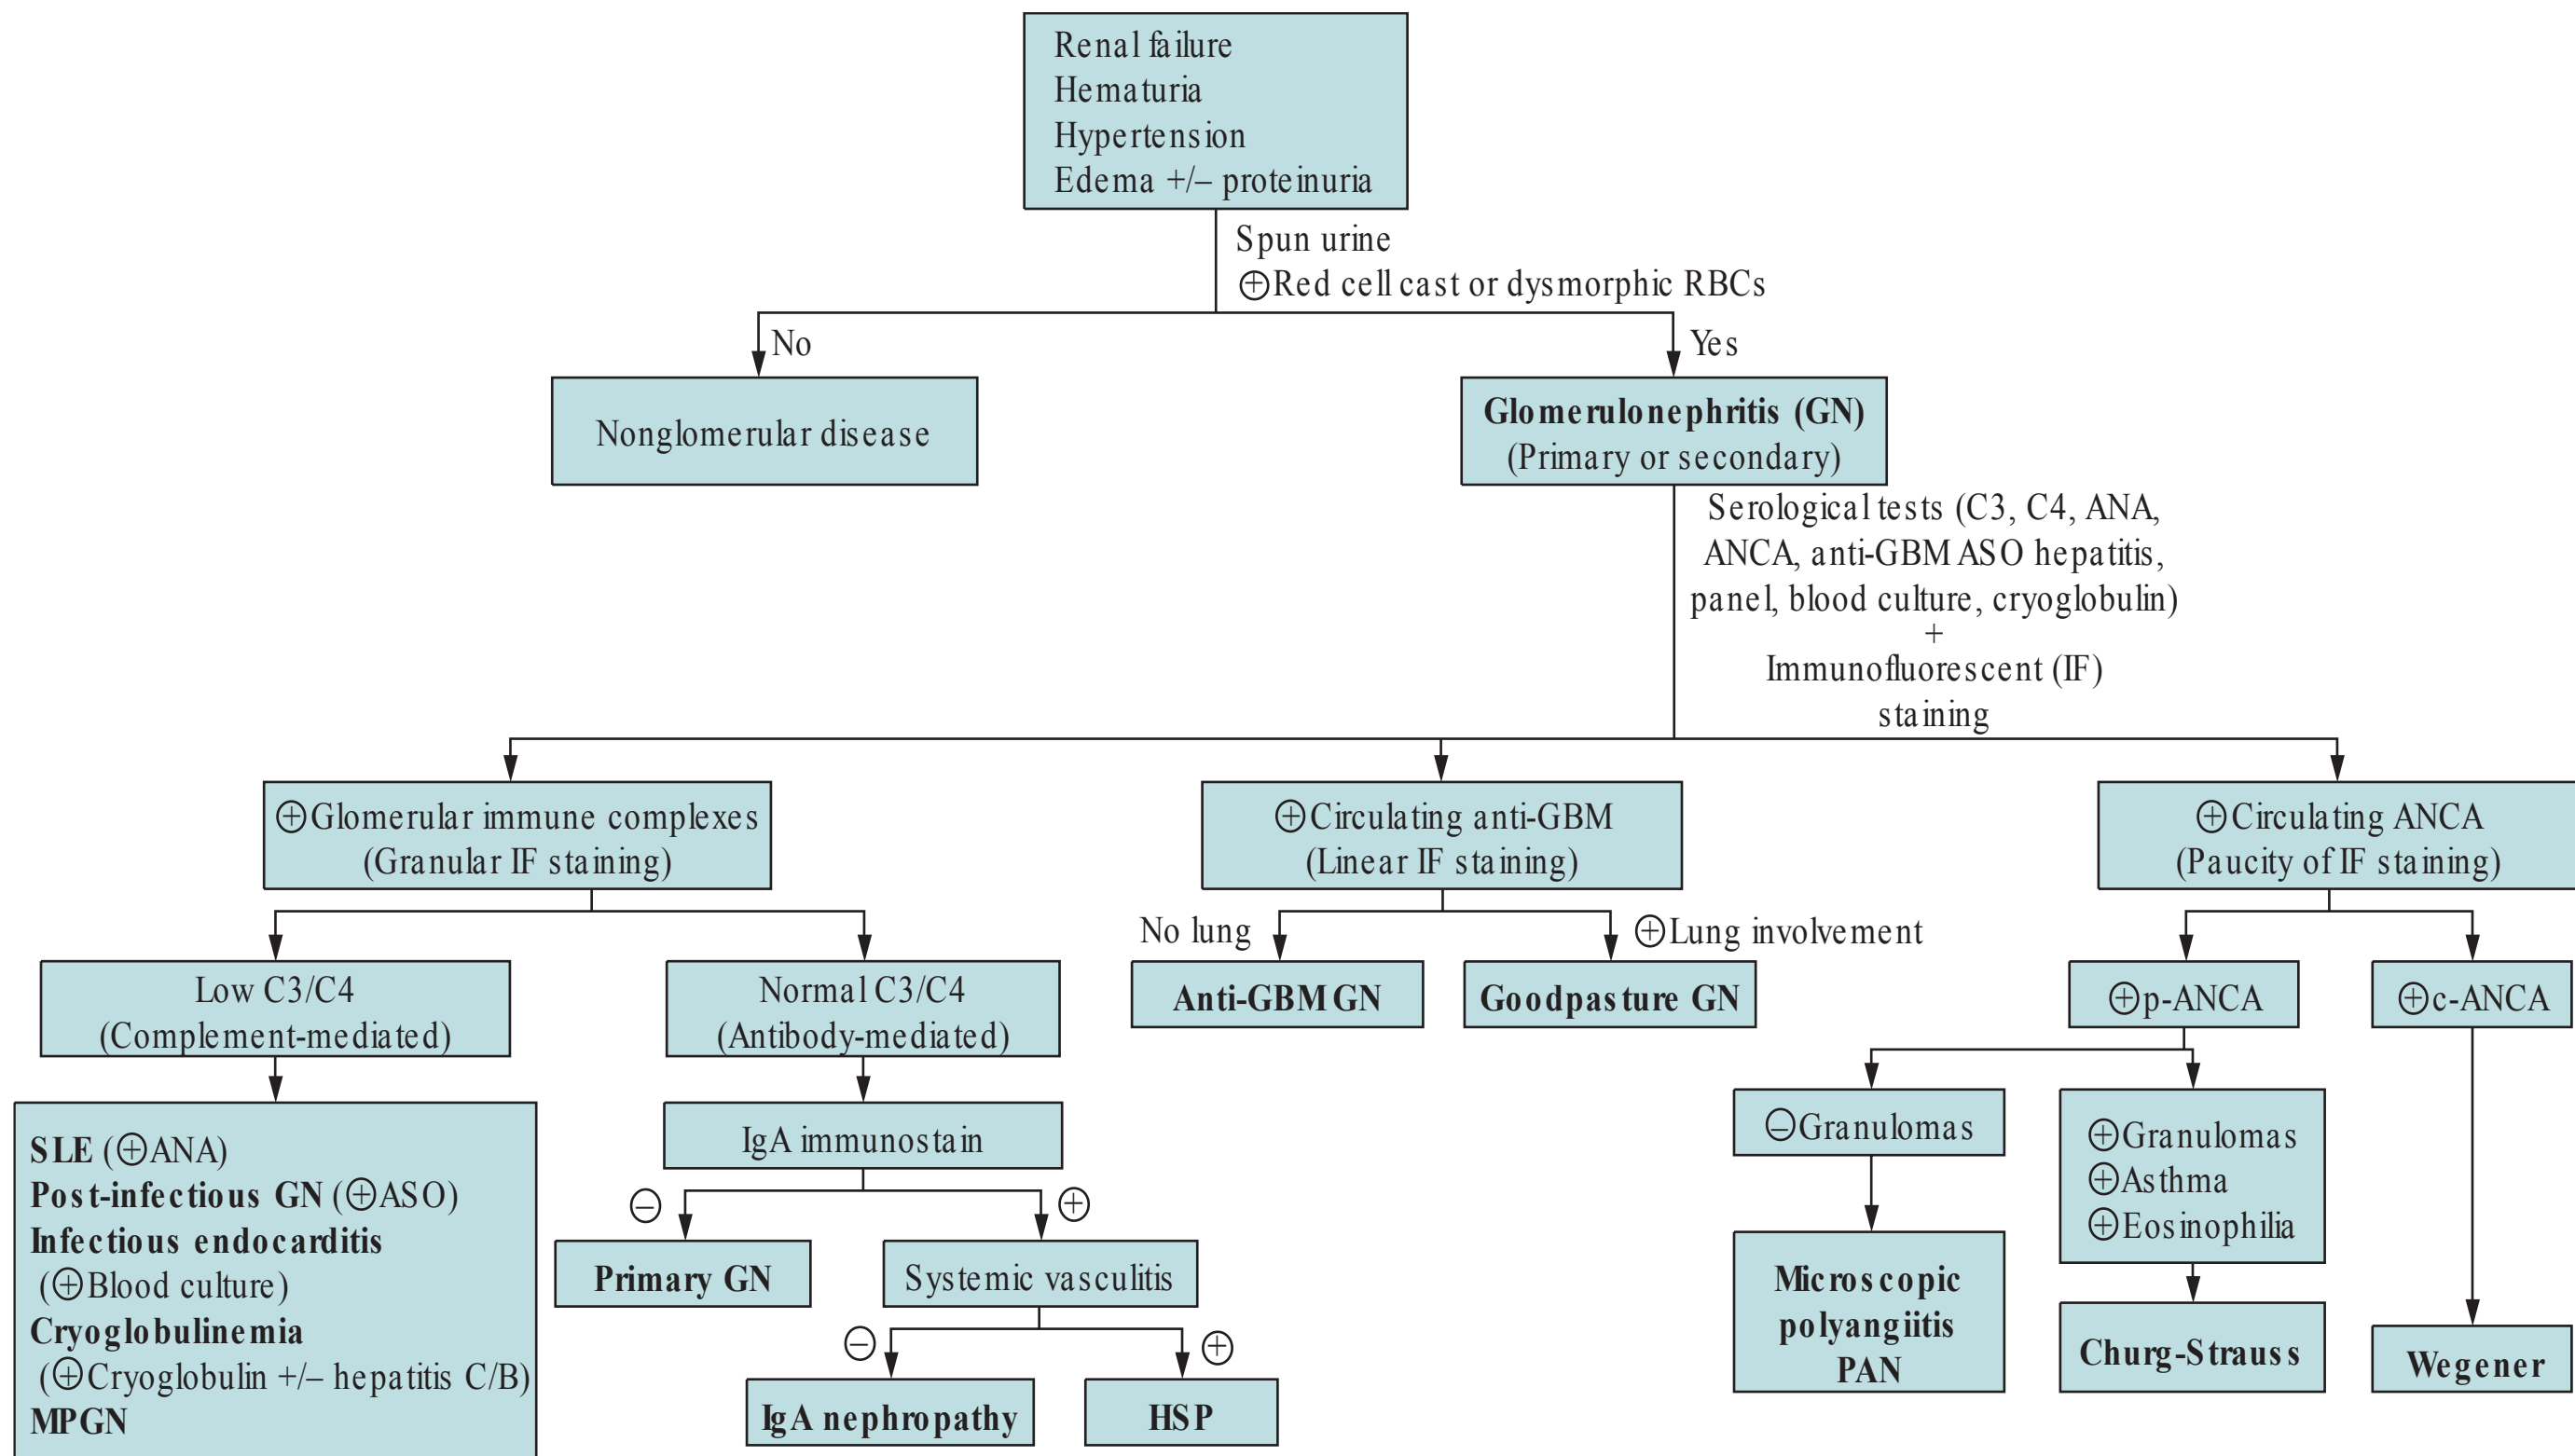 Renal failure
Hematuria
Hypertension
Edema +/– proteinuria
Spun urine
⊕Red cell cast or dysmorphic RBCs
No
Yes
Nonglomerular disease
Glomerulonephritis (GN)
(Primary or secondary)
Serological tests (C3, C4, ANA,
ANCA, anti-GBM ASO hepatitis,
panel, blood culture, cryoglobulin)
+
Immunofluorescent (IF)
staining
⊕Glomerular immune complexes
(Granular IF staining)
⊕Circulating anti-GBM
(Linear IF staining)
⊕Circulating ANCA
(Paucity of IF staining)
No lung
⊕Lung involvement
Low C3/C4
(Complement-mediated)
Normal C3/C4
(Antibody-mediated)
Anti-GBM GN
Goodpasture GN
⊕p-ANCA
⊕c-ANCA
SLE (⊕ANA)
Post-infectious GN (⊕ASO)
Infectious endocarditis
(⊕Blood culture)
Cryoglobulinemia
(⊕Cryoglobulin +/– hepatitis C/B)
MPGN
IgA immunostain
⊖
⊕
Primary GN
Systemic vasculitis
⊖
⊕
IgA nephropathy
HSP
⊖Granulomas
⊕Granulomas
⊕Asthma
⊕Eosinophilia
Microscopic
polyangiitis
PAN
Churg-Strauss
Wegener